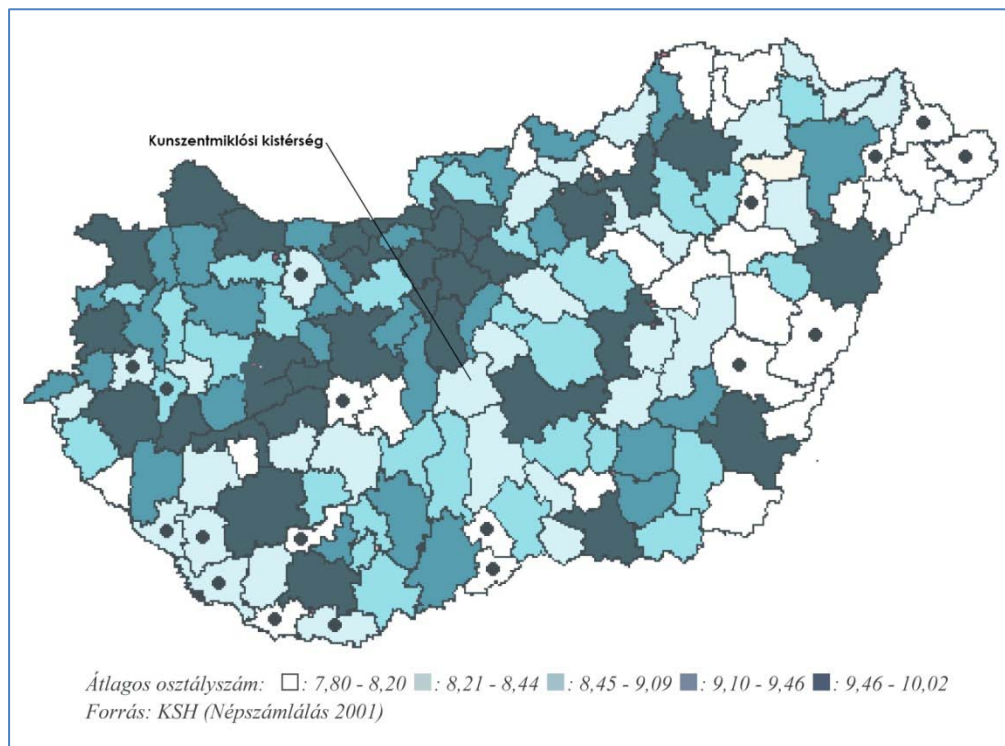 Kunszentmiklósi kistérség
Átlagos osztályszám: : 7,80 - 8,20 : 8,21 - 8,44 : 8,45 - 9,09 : 9,10 - 9,46 : 9,46 - 10,02
Forrás: KSH (Népszámlálás 2001)